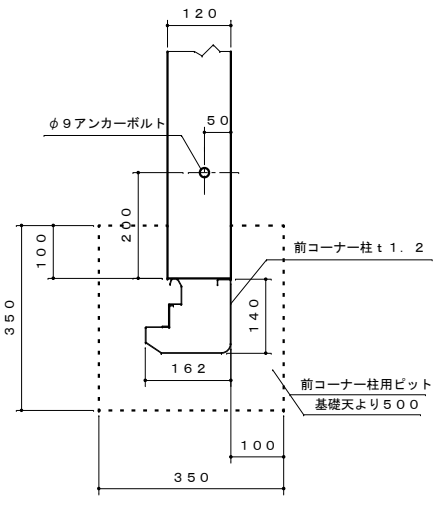 １２０
５０
φ９アンカーボルト
２００
１００
３５０
前コーナー柱ｔ１．２
１４０
１６２
前コーナー柱用ピット
基礎天より５００
１００
３５０